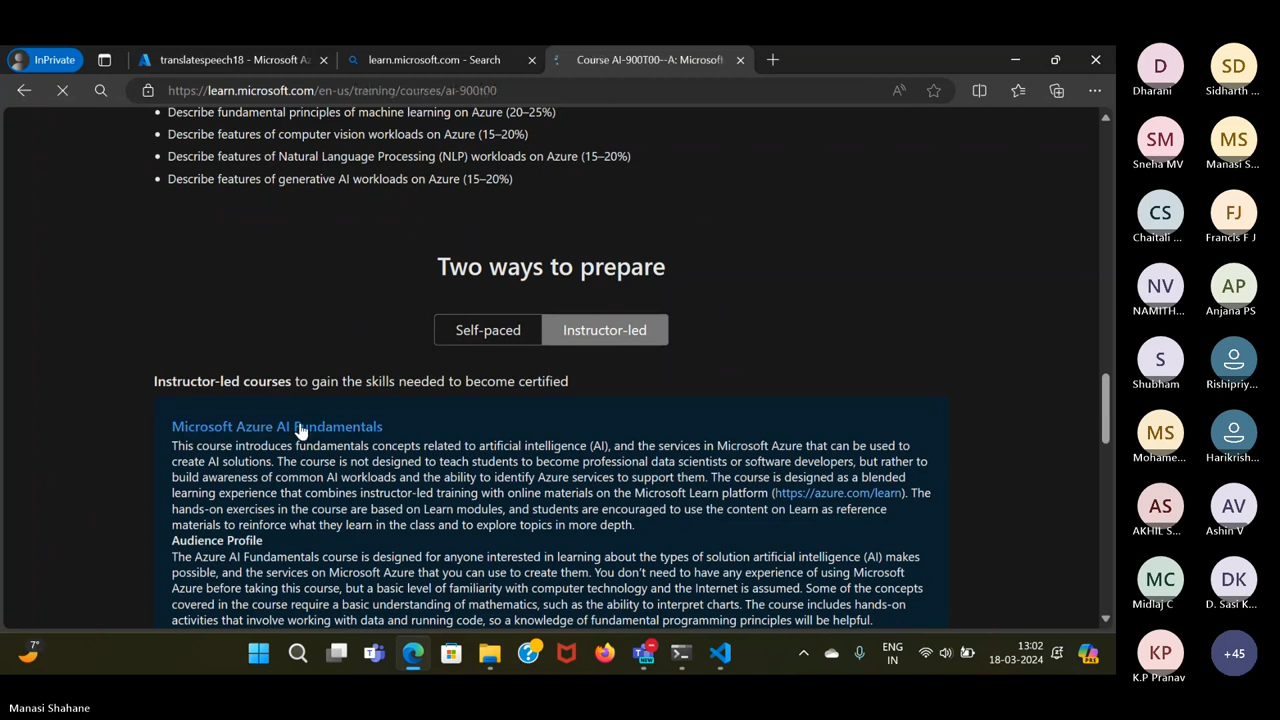 InPrivate
translatespeech18 - Microsoft Az
learn.microsoft.com - Search
Course AI-900T00--A: Microsoft
https://learn.microsoft.com/en-us/training/courses/ai-900t00
Describe fundamental principles of machine learning on Azure (20–25%)
Describe features of computer vision workloads on Azure (15–20%)
Describe features of Natural Language Processing (NLP) workloads on Azure (15–20%)
Describe features of generative AI workloads on Azure (15–20%)
Two ways to prepare
Self-paced
Instructor-led
Instructor-led courses to gain the skills needed to become certified
Microsoft Azure AI Fundamentals
This course introduces fundamentals concepts related to artificial intelligence (AI), and the services in Microsoft Azure that can be used to
create AI solutions. The course is not designed to teach students to become professional data scientists or software developers, but rather to
build awareness of common AI workloads and the ability to identify Azure services to support them. The course is designed as a blended
learning experience that combines instructor-led training with online materials on the Microsoft Learn platform (https://azure.com/learn). The
hands-on exercises in the course are based on Learn modules, and students are encouraged to use the content on Learn as reference
materials to reinforce what they learn in the class and to explore topics in more depth.
Audience Profile
The Azure AI Fundamentals course is designed for anyone interested in learning about the types of solution artificial intelligence (AI) makes
possible, and the services on Microsoft Azure that you can use to create them. You don't need to have any experience of using Microsoft
Azure before taking this course, but a basic level of familiarity with computer technology and the Internet is assumed. Some of the concepts
covered in the course require a basic understanding of mathematics, such as the ability to interpret charts. The course includes hands-on
activities that involve working with data and running code, so a knowledge of fundamental programming principles will be helpful.
7°
NEW
ENG
IN
13:02
18-03-2024
PRE
Manasi Shahane
D
Dharani
SD
Sidharth ...
SM
Sneha MV
MS
Manasi S...
CS
Chaitali ...
FJ
Francis F J
NV
NAMITH...
AP
Anjana PS
S
Shubham
Rishipriy...
MS
Mohame...
Harikrish...
AS
AKHIL S...
AV
Ashin V
MC
Midlaj C
DK
D. Sasi K...
KP
K.P Pranav
+45